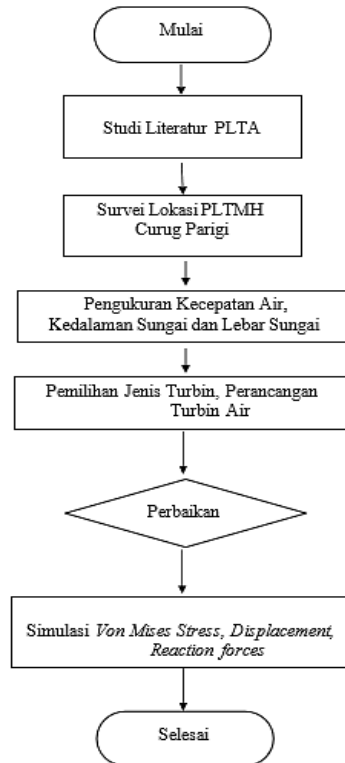 Mulai
Studi Literatur PLTA
Survei Lokasi PLTMH
Curug Parigi
Pengukuran Kecepatan Air,
Kedalaman Sungai dan Lebar Sungai
Pemilihan Jenis Turbin, Perancangan
Turbin Air
Perbaikan
Simulasi Von Mises Stress, Displacement,
Reaction forces
Selesai